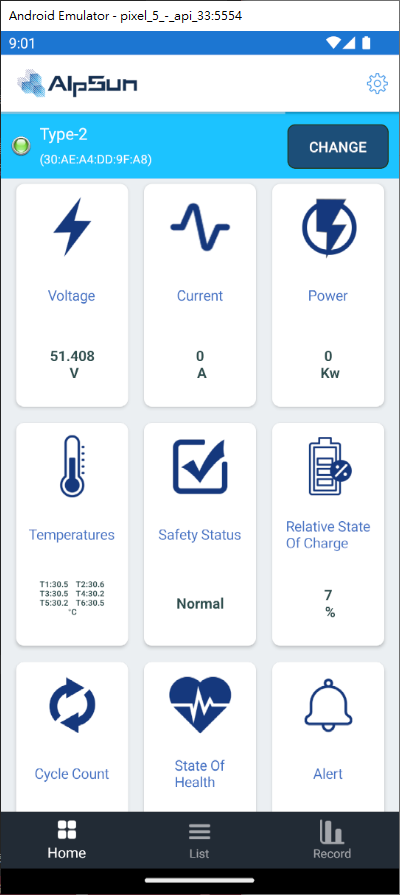 Android Emulator - pixel_5_-_api_33:5554
9:01
AlpSun
Type-2
(30:AE:A4:DD:9F:A8)
CHANGE
Voltage
51.408
V
Current
0
A
Power
0
Kw
Temperatures
T1:30.5 T2:30.6
T3:30.5 T4:30.2
T5:30.2 T6:30.5
°C
Safety Status
Normal
Relative State
Of Charge
7
%
Cycle Count
State Of
Health
Alert
Home
List
Record